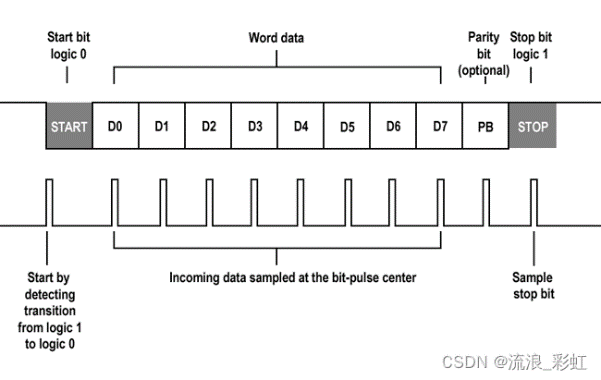 Start bit
logic 0
Word data
Parity
bit
(optional)
Stop bit
logic 1
START D0 D1 D2 D3 D4 D5 D6 D7 PB STOP
Start by
detecting
transition
from logic 1
to logic 0
Incoming data sampled at the bit-pulse center
Sample
stop bit
CSDN @流浪_彩虹